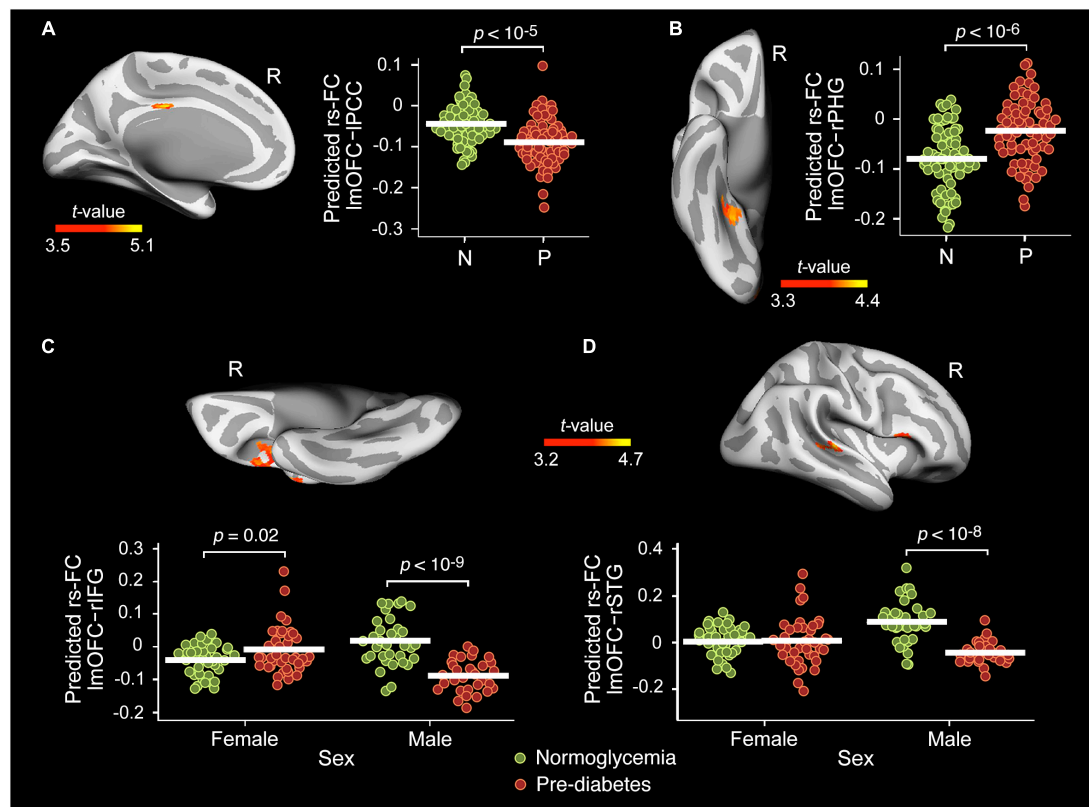 A
R
t-value
3.5 5.1
Predicted rs-FC
lmOFC–lPCC
p < 10-5
0.1
0
-0.1
-0.2
-0.3
N P
B
R
t-value
3.3 4.4
Predicted rs-FC
lmOFC–rPHG
p < 10-6
0.1
0
-0.1
-0.2
N P
C
R
t-value
3.2 4.7
Predicted rs-FC
lmOFC–rIFG
p = 0.02
p < 10-9
0.3
0.2
0.1
0
-0.1
-0.2
Female Male
Sex
D
R
Predicted rs-FC
lmOFC–rSTG
p < 10-8
0.4
0.2
0
-0.2
Female Male
Sex
Normoglycemia
Pre-diabetes